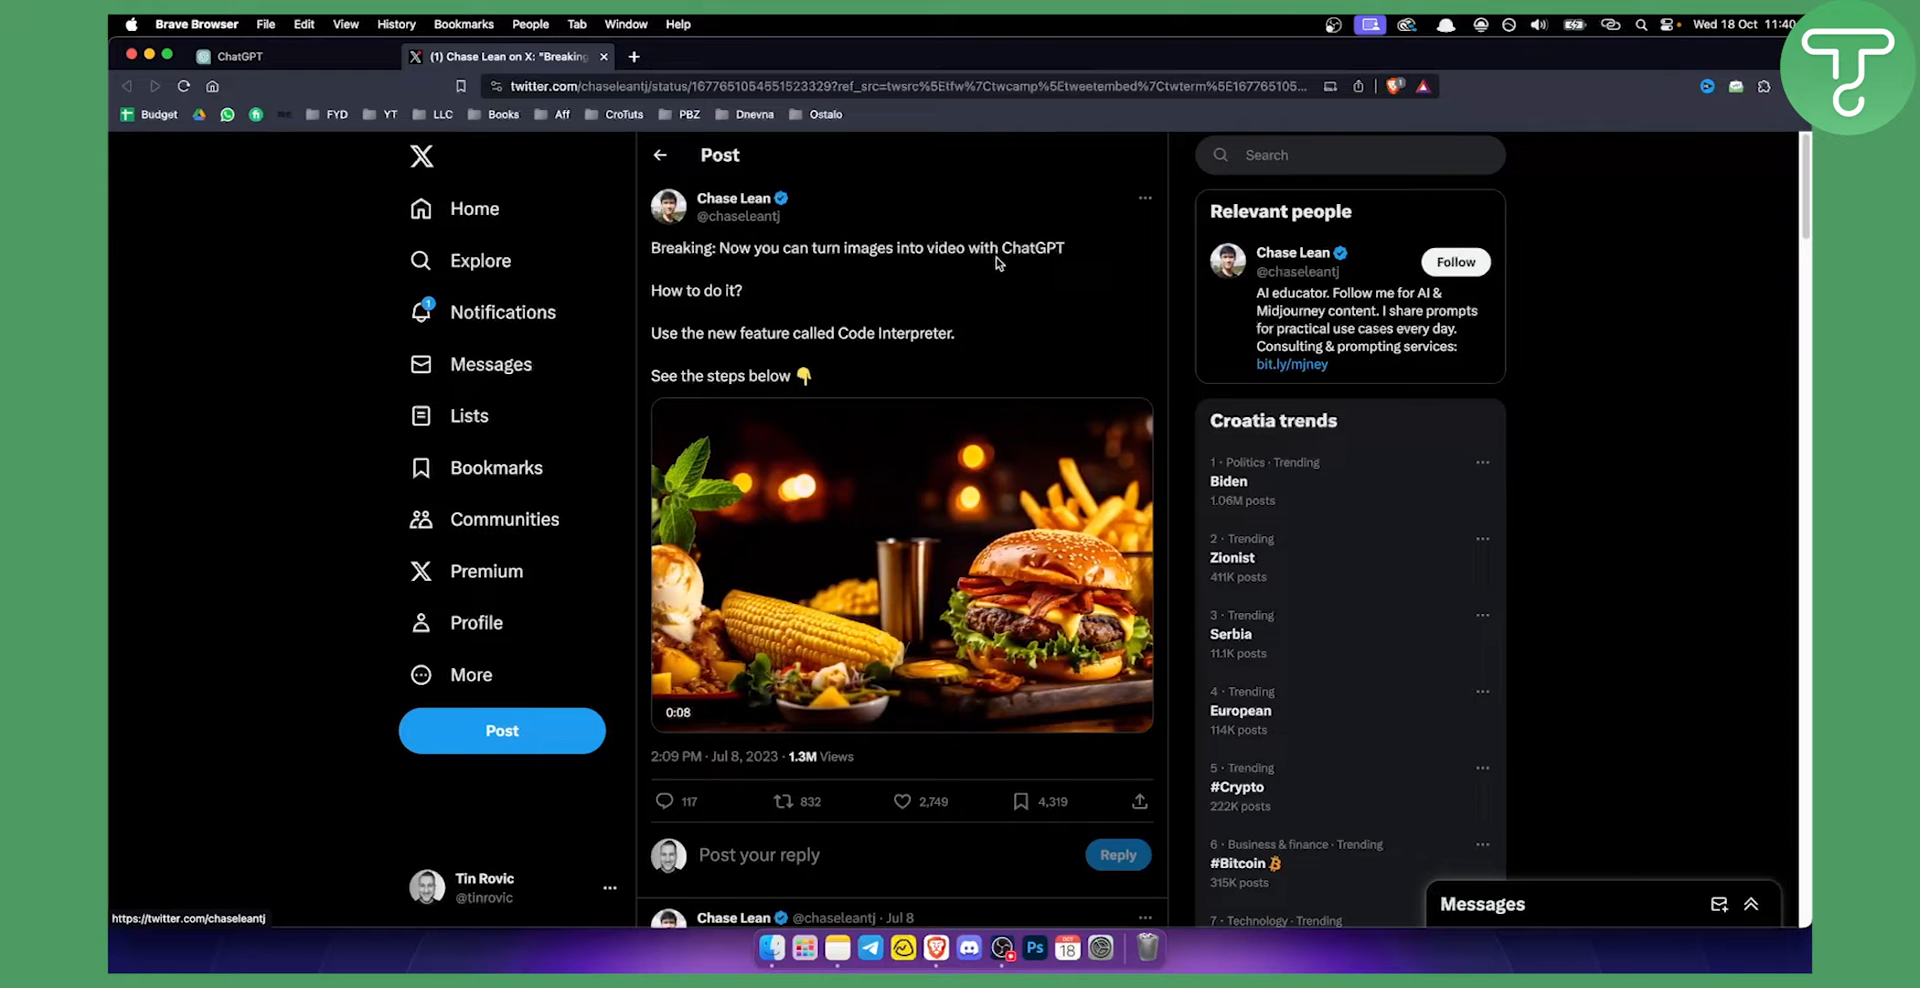 Brave Browser File Edit View History Bookmarks People Tab Window Help
Wed 18 Oct 11:40
ChatGPT
(1) Chase Lean on X: "Breaking
twitter.com/chaseleantj/status/1677651054551523329?ref_src=twsrc%5Etfw%7Ctwcamp%5Etweetembed%7Ctwterm%5E167765105...
Budget
FYD
YT
LLC
Books
Aff
CroTuts
PBZ
Dnevna
Ostalo
Home
Explore
1
Notifications
Messages
Lists
Bookmarks
Communities
Premium
Profile
More
Post
Tin Rovic
@tinrovic
https://twitter.com/chaseleantj
Post
Chase Lean
@chaseleantj
Breaking: Now you can turn images into video with ChatGPT
How to do it?
Use the new feature called Code Interpreter.
See the steps below 👇
0:08
2:09 PM · Jul 8, 2023 · 1.3M Views
117
832
2,749
4,319
Post your reply
Reply
Chase Lean @chaseleantj · Jul 8
Search
Relevant people
Chase Lean
@chaseleantj
Follow
AI educator. Follow me for AI &
Midjourney content. I share prompts
for practical use cases every day.
Consulting & prompting services:
bit.ly/mjney
Croatia trends
1 · Politics · Trending
Biden
1.06M posts
2 · Trending
Zionist
411K posts
3 · Trending
Serbia
11.1K posts
4 · Trending
European
114K posts
5 · Trending
#Crypto
222K posts
6 · Business & finance · Trending
#Bitcoin
315K posts
7 · Technology · Trending
Messages
Ps
OCT
18